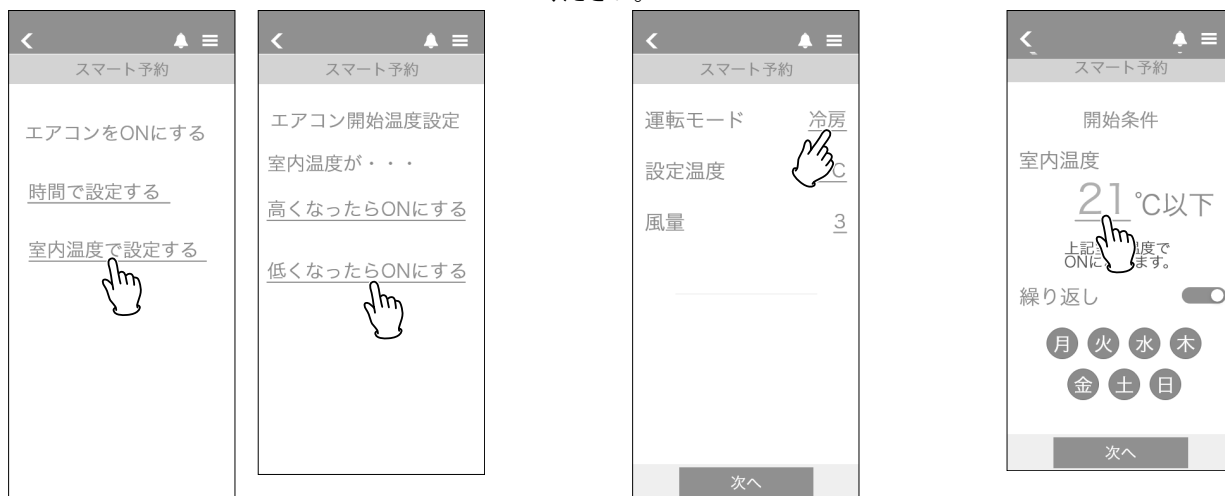 スマート予約
エアコンをONにする
時間で設定する
室内温度で設定する
スマート予約
エアコン開始温度設定
室内温度が・・・
高くなったらONにする
低くなったらONにする
スマート予約
運転モード 冷房
設定温度 C
風量 3
次へ
スマート予約
開始条件
室内温度
21 ℃以下
上記 温度で
ONに ます。
繰り返し
月 火 水 木
金 土 日
次へ